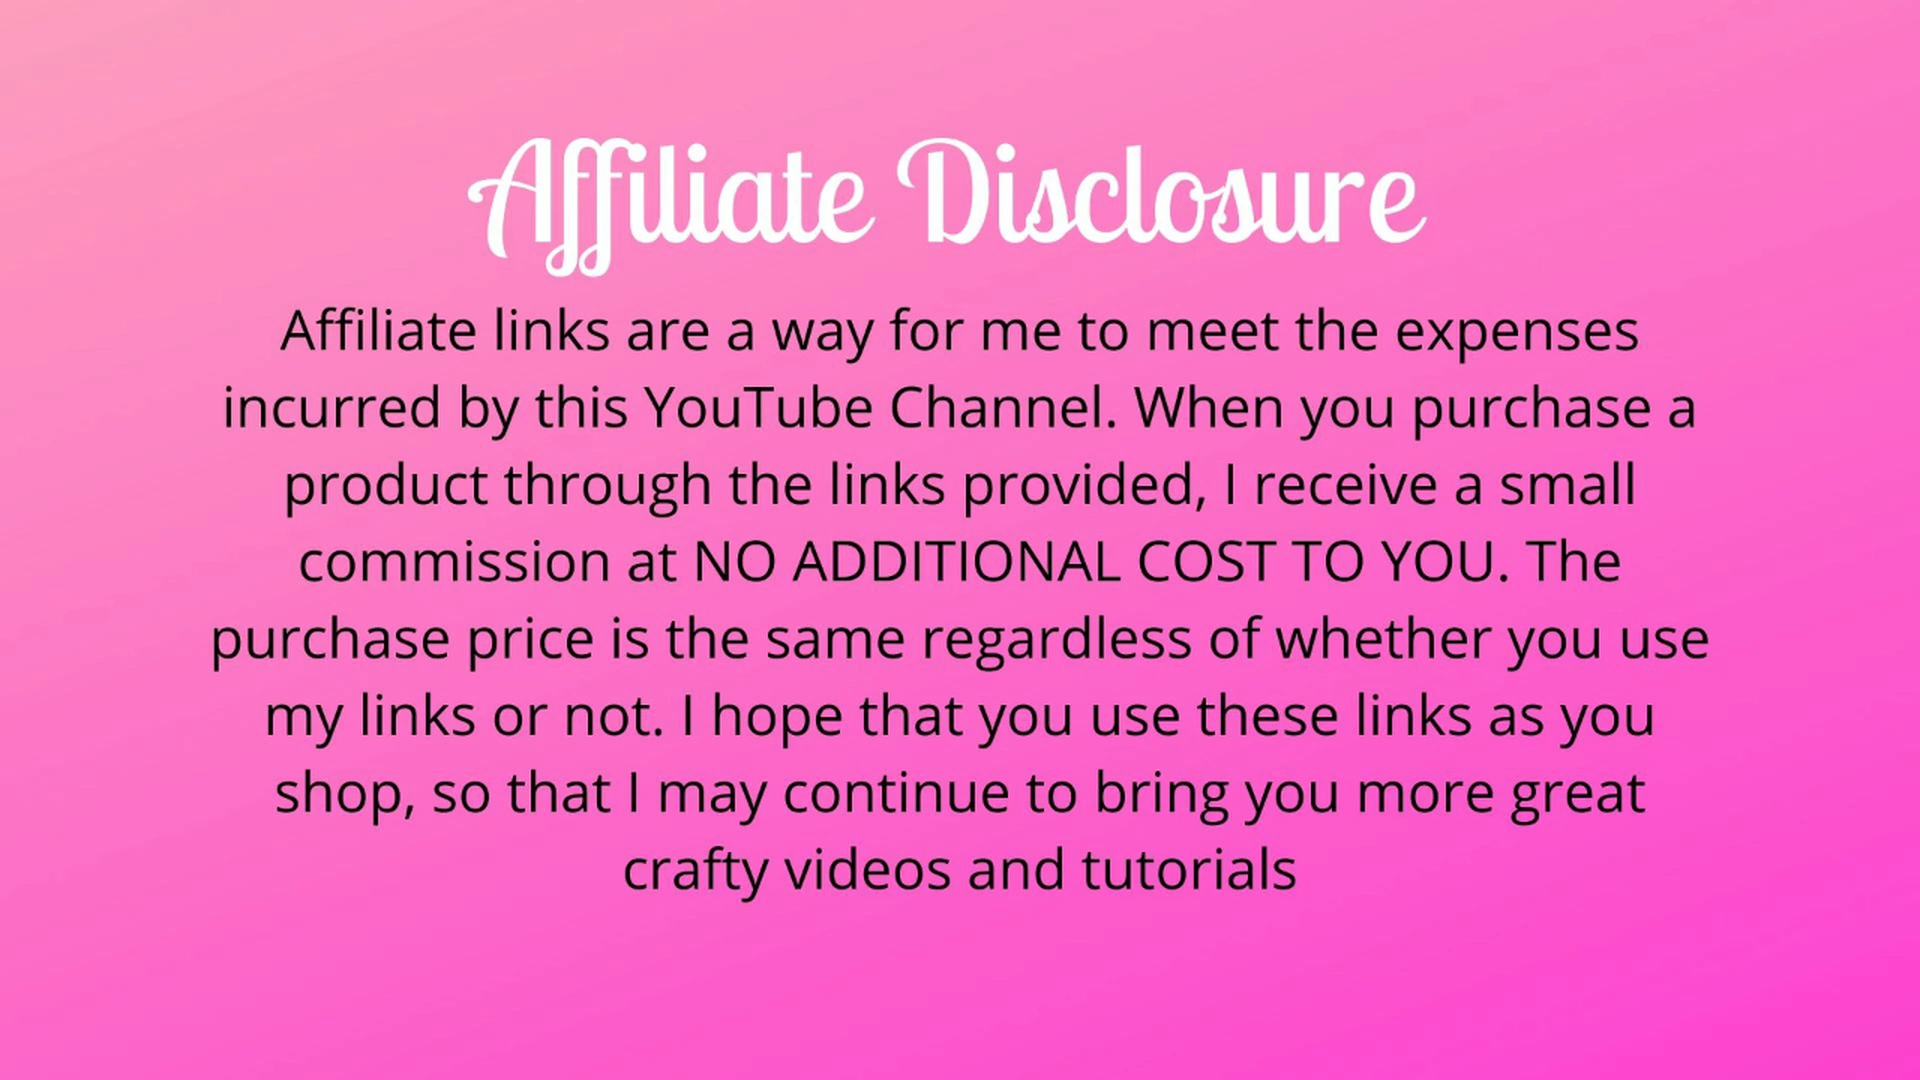 Affiliate Disclosure
Affiliate links are a way for me to meet the expenses
incurred by this YouTube Channel. When you purchase a
product through the links provided, I receive a small
commission at NO ADDITIONAL COST TO YOU. The
purchase price is the same regardless of whether you use
my links or not. I hope that you use these links as you
shop, so that I may continue to bring you more great
crafty videos and tutorials